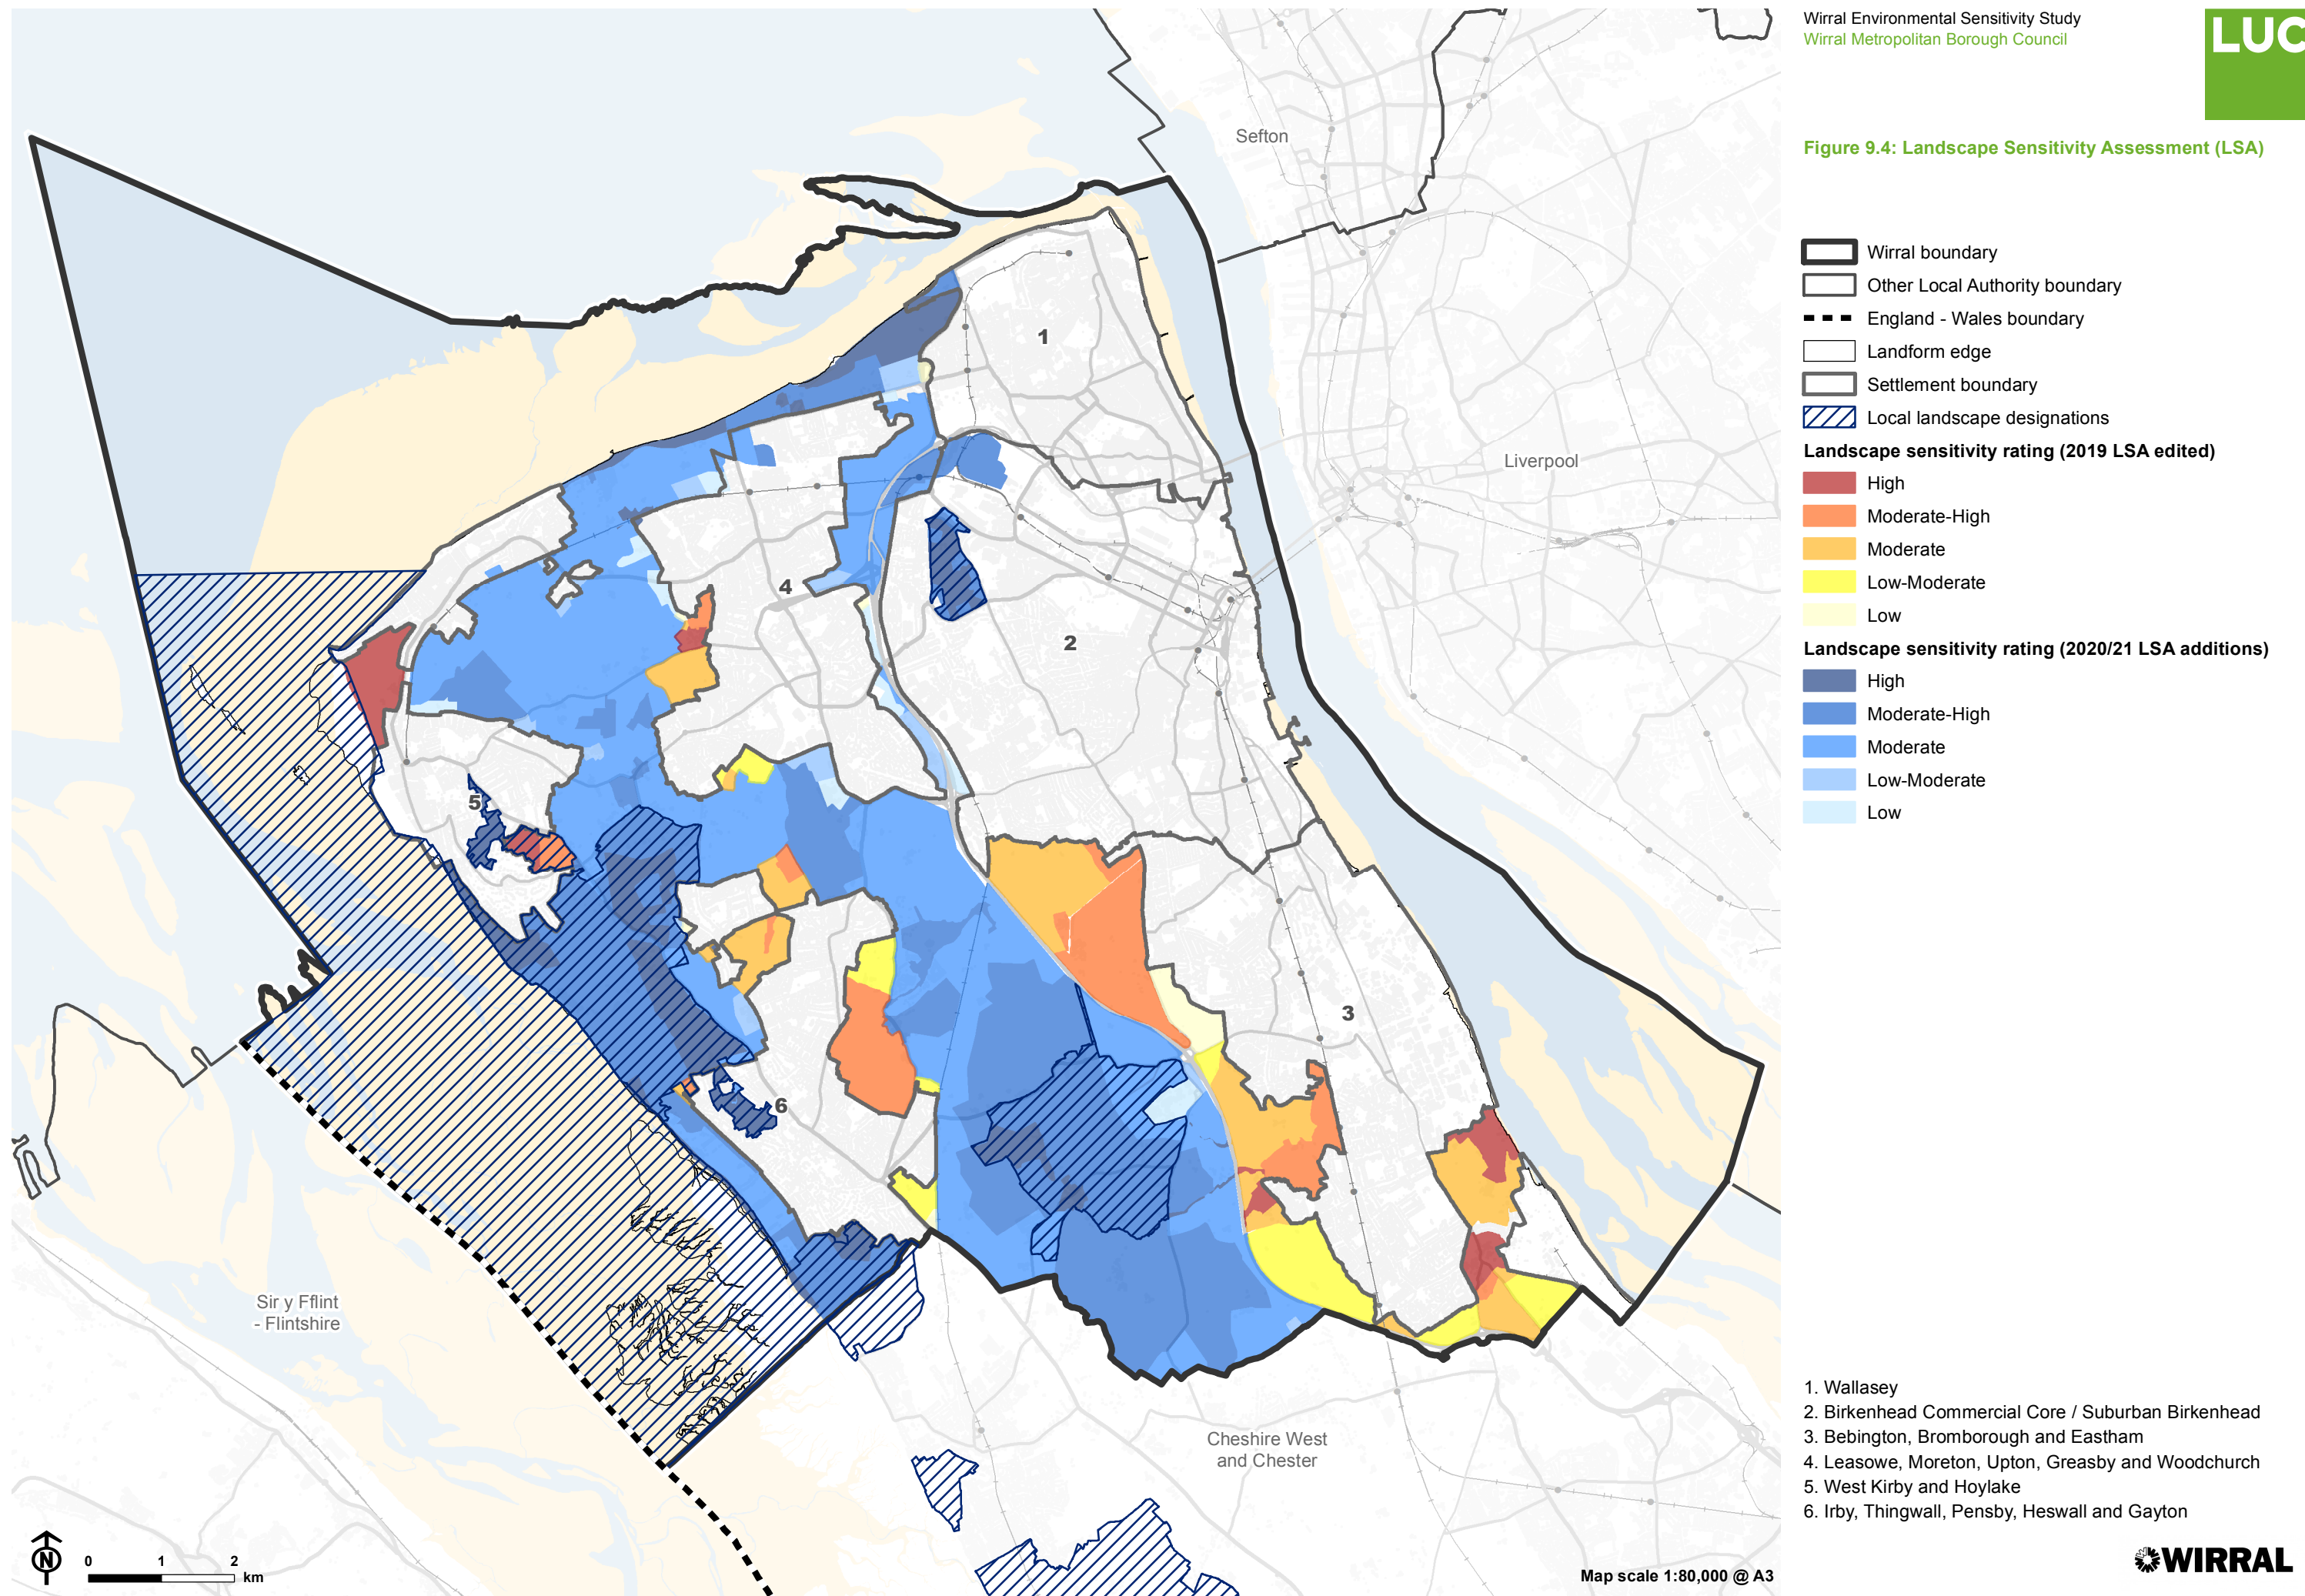 Wirral Environmental Sensitivity Study
Wirral Metropolitan Borough Council
LUC
Figure 9.4: Landscape Sensitivity Assessment (LSA)
Wirral boundary
Other Local Authority boundary
England - Wales boundary
Landform edge
Settlement boundary
Local landscape designations
Landscape sensitivity rating (2019 LSA edited)
High
Moderate-High
Moderate
Low-Moderate
Low
Landscape sensitivity rating (2020/21 LSA additions)
High
Moderate-High
Moderate
Low-Moderate
Low
Sefton
Liverpool
1
4
2
5
3
6
Sir y Fflint
- Flintshire
Cheshire West
and Chester
1. Wallasey
2. Birkenhead Commercial Core / Suburban Birkenhead
3. Bebington, Bromborough and Eastham
4. Leasowe, Moreton, Upton, Greasby and Woodchurch
5. West Kirby and Hoylake
6. Irby, Thingwall, Pensby, Heswall and Gayton
N
0 1 2
km
Map scale 1:80,000 @ A3
WIRRAL